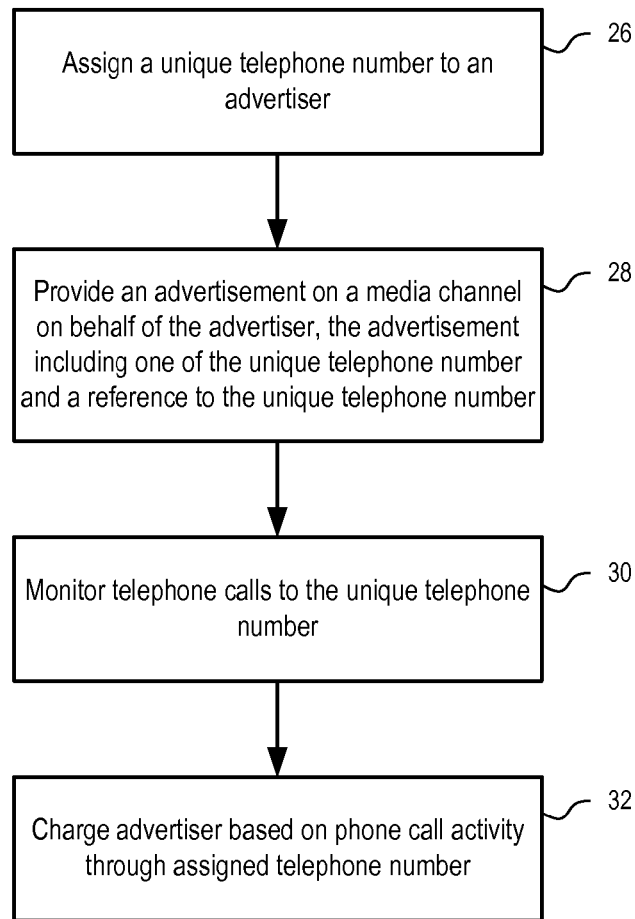 26
Assign a unique telephone number to an
advertiser
28
Provide an advertisement on a media channel
on behalf of the advertiser, the advertisement
including one of the unique telephone number
and a reference to the unique telephone number
30
Monitor telephone calls to the unique telephone
number
32
Charge advertiser based on phone call activity
through assigned telephone number